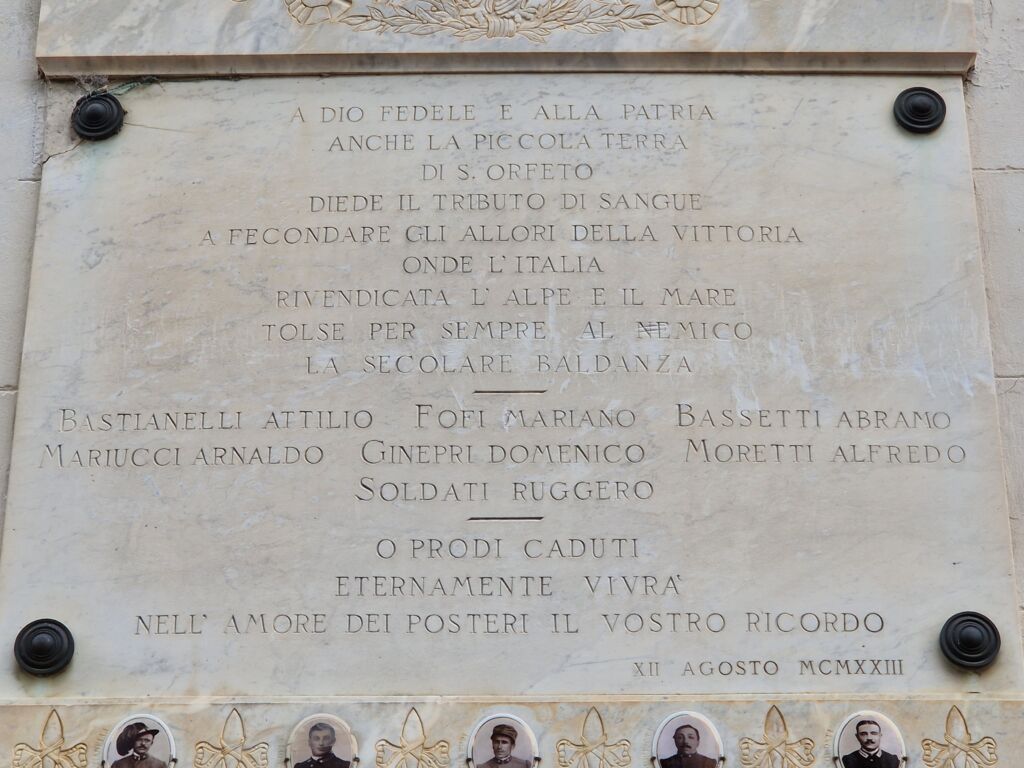 A DIO FEDELE E ALLA PATRIA
ANCHE LA PICCOLA TERRA
DI S. ORFETO
DIEDE IL TRIBUTO DI SANGUE
A FECONDARE GLI ALLORI DELLA VITTORIA
ONDE L'ITALIA
RIVENDICATA L'ALPE E IL MARE
TOLSE PER SEMPRE AL NEMICO
LA SECOLARE BALDANZA
BASTIANELLI ATTILIO FOFI MARIANO BASSETTI ABRAMO
MARIUCCI ARNALDO GINEPRI DOMENICO MORETTI ALFREDO
SOLDATI RUGGERO
O PRODI CADUTI
ETERNAMENTE VIVRA'
NELL'AMORE DEI POSTERI IL VOSTRO RICORDO
XII AGOSTO MCMXXIII